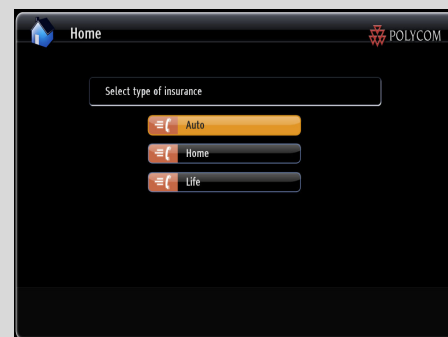 Home
POLYCOM
Select type of insurance
Auto
Home
Life